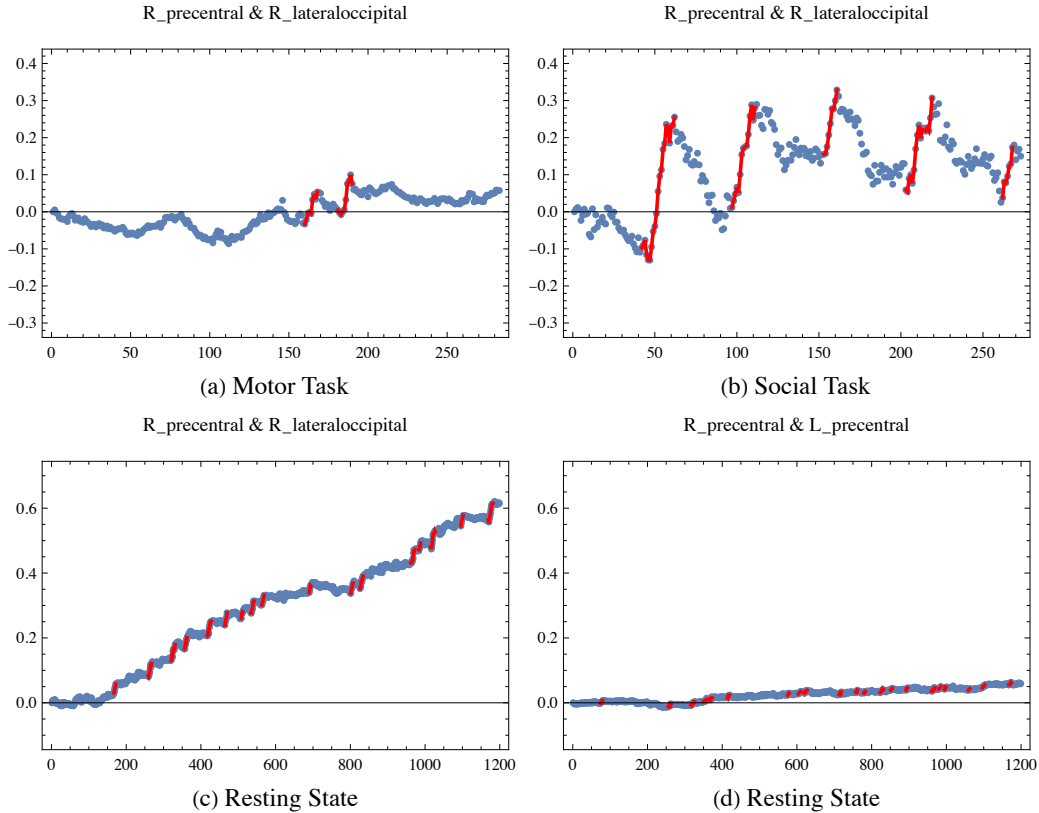 R_precentral & R_lateraloccipital
R_precentral & R_lateraloccipital
0.4
0.3
0.2
0.1
0.0
−0.1
−0.2
−0.3
0 50 100 150 200 250
0.4
0.3
0.2
0.1
0.0
−0.1
−0.2
−0.3
0 50 100 150 200 250
(a) Motor Task
(b) Social Task
R_precentral & R_lateraloccipital
R_precentral & L_precentral
0.6
0.4
0.2
0.0
0 200 400 600 800 1000 1200
0.6
0.4
0.2
0.0
0 200 400 600 800 1000 1200
(c) Resting State
(d) Resting State